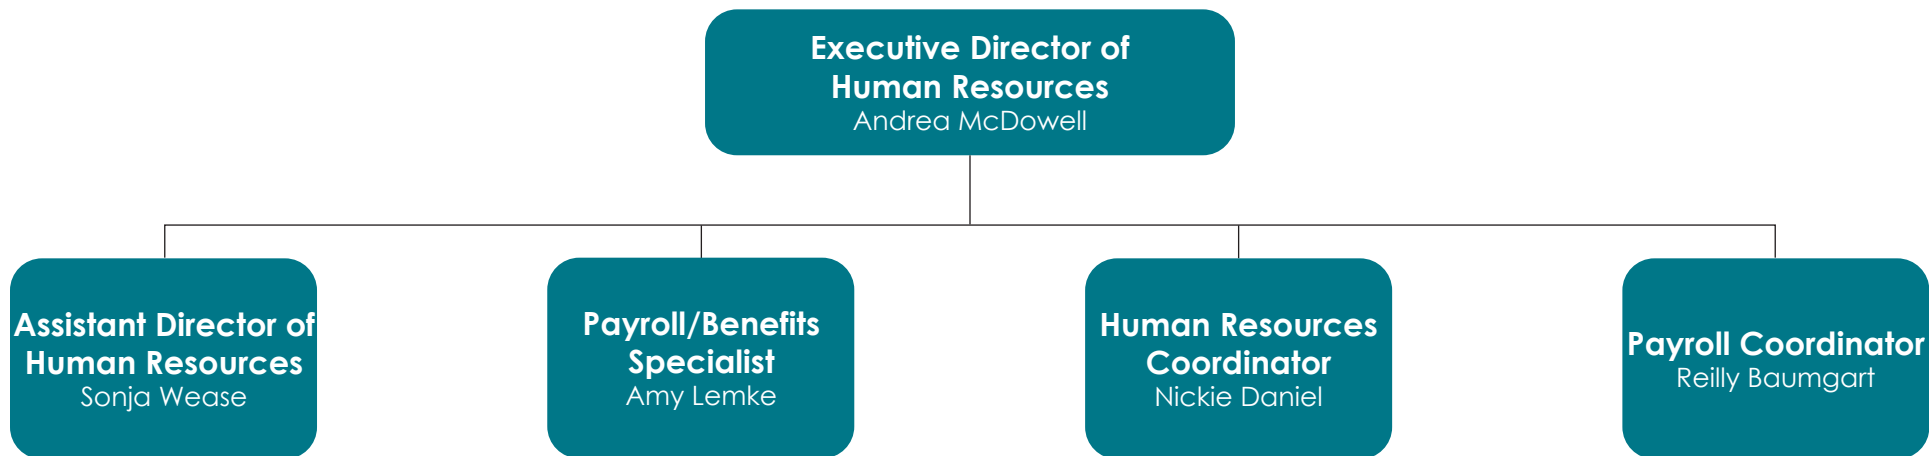 Executive Director of
Human Resources
Andrea McDowell
Assistant Director of
Human Resources
Sonja Wease
Payroll/Benefits
Specialist
Amy Lemke
Human Resources
Coordinator
Nickie Daniel
Payroll Coordinator
Reilly Baumgart